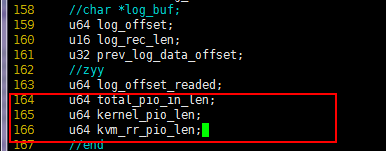 158 //char *log_buf;
159 u64 log_offset;
160 u16 log_rec_len;
161 u32 prev_log_data_offset;
162 //zyy
163 u64 log_offset_readed;
164 u64 total_pio_in_len;
165 u64 kernel_pio_len;
166 u64 kvm_rr_pio_len;
167 //end